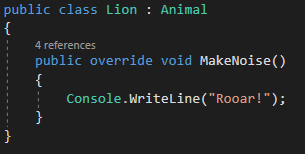 public class Lion : Animal
{
4 references
public override void MakeNoise()
{
Console.WriteLine("Rooar!");
}
}